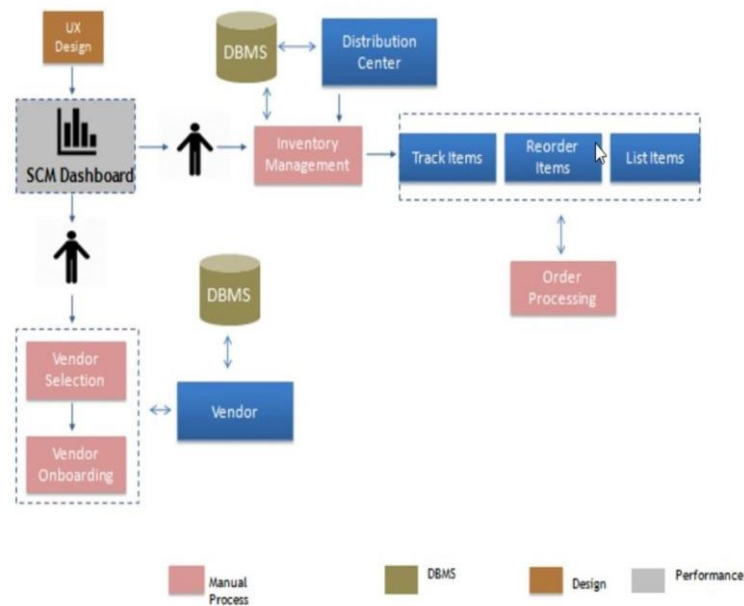 UX
Design
DBMS
Distribution
Center
SCM Dashboard
Inventory
Management
Track Items
Reorder
Items
List Items
Order
Processing
DBMS
Vendor
Selection
Vendor
Vendor
Onboarding
Manual
Process
DBMS
Design
Performance